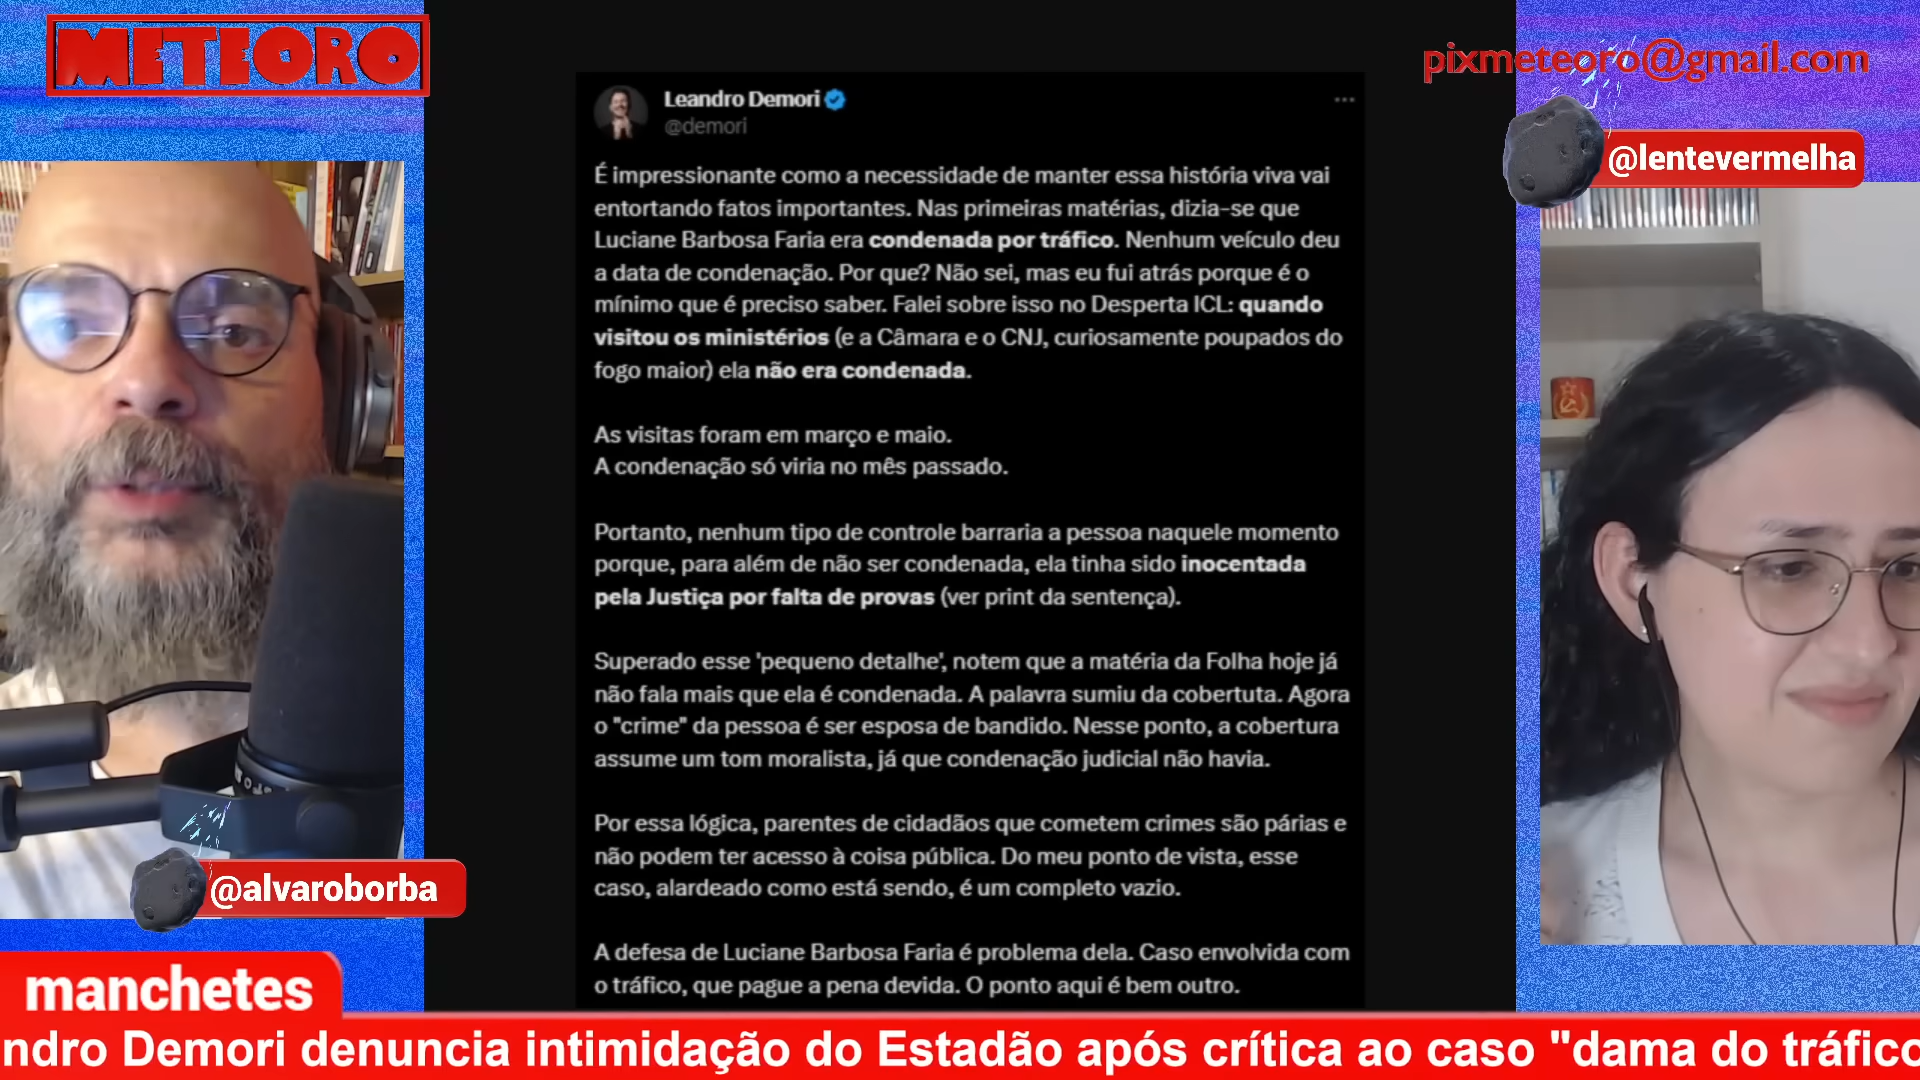 METEORO
pixmeteoro@gmail.com
@lentevermelha
Leandro Demori
@demori
É impressionante como a necessidade de manter essa história viva vai
entortando fatos importantes. Nas primeiras matérias, dizia-se que
Luciane Barbosa Faria era condenada por tráfico. Nenhum veículo deu
a data de condenação. Por que? Não sei, mas eu fui atrás porque é o
mínimo que é preciso saber. Falei sobre isso no Desperta ICL: quando
visitou os ministérios (e a Câmara e o CNJ, curiosamente poupados do
fogo maior) ela não era condenada.
As visitas foram em março e maio.
A condenação só viria no mês passado.
Portanto, nenhum tipo de controle barraria a pessoa naquele momento
porque, para além de não ser condenada, ela tinha sido inocentada
pela Justiça por falta de provas (ver print da sentença).
Superado esse 'pequeno detalhe', notem que a matéria da Folha hoje já
não fala mais que ela é condenada. A palavra sumiu da cobertuta. Agora
o "crime" da pessoa é ser esposa de bandido. Nesse ponto, a cobertura
assume um tom moralista, já que condenação judicial não havia.
Por essa lógica, parentes de cidadãos que cometem crimes são párias e
não podem ter acesso à coisa pública. Do meu ponto de vista, esse
caso, alardeado como está sendo, é um completo vazio.
A defesa de Luciane Barbosa Faria é problema dela. Caso envolvida com
o tráfico, que pague a pena devida. O ponto aqui é bem outro.
@alvaroborba
manchetes
ndro Demori denuncia intimidação do Estadão após crítica ao caso "dama do tráfico